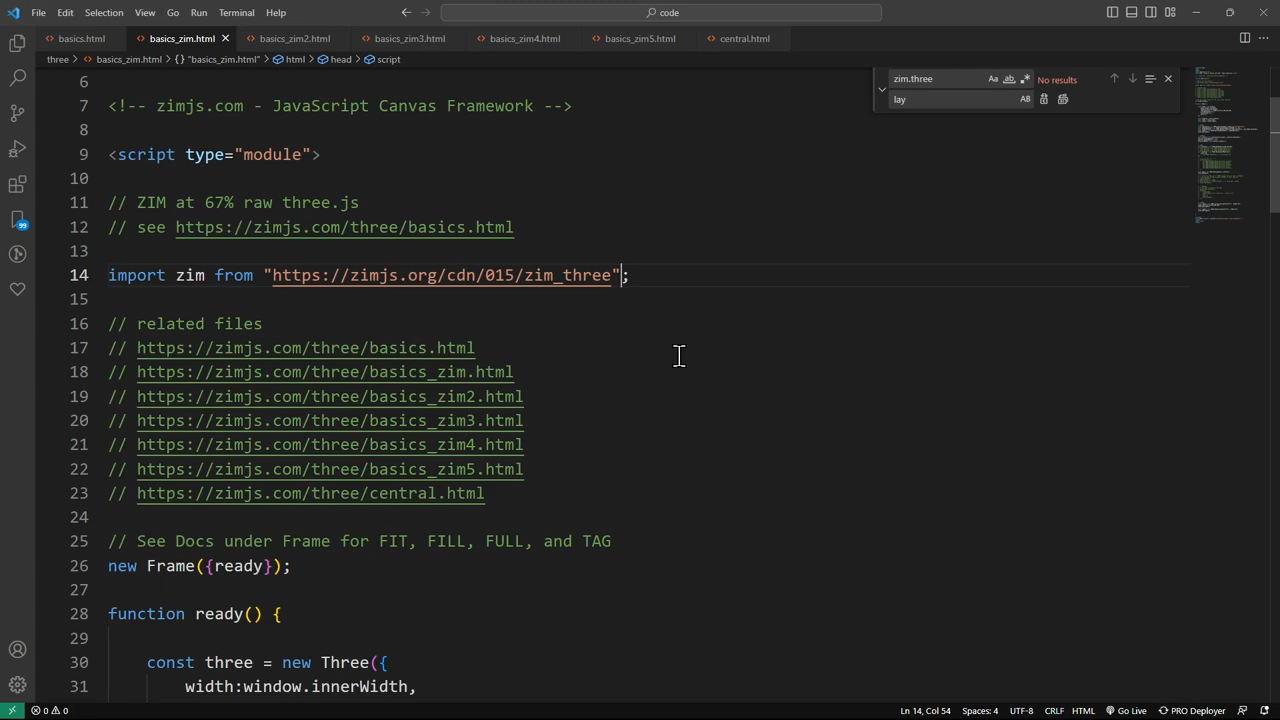 File Edit Selection View Go Run Terminal Help
code
basics.html basics_zim.html basics_zim2.html basics_zim3.html basics_zim4.html basics_zim5.html central.html
three > basics_zim.html > {} "basics_zim.html" > html > head > script
zim.three Aa ab .* No results
lay AB
6
7 <!-- zimjs.com - JavaScript Canvas Framework -->
8
9 <script type="module">
10
11 // ZIM at 67% raw three.js
12 // see https://zimjs.com/three/basics.html
13
14 import zim from "https://zimjs.org/cdn/015/zim_three";
15
16 // related files
17 // https://zimjs.com/three/basics.html
18 // https://zimjs.com/three/basics_zim.html
19 // https://zimjs.com/three/basics_zim2.html
20 // https://zimjs.com/three/basics_zim3.html
21 // https://zimjs.com/three/basics_zim4.html
22 // https://zimjs.com/three/basics_zim5.html
23 // https://zimjs.com/three/central.html
24
25 // See Docs under Frame for FIT, FILL, FULL, and TAG
26 new Frame({ready});
27
28 function ready() {
29
30 const three = new Three({
31 width:window.innerWidth,
99
0 0 Ln 14, Col 54 Spaces: 4 UTF-8 CRLF HTML Go Live PRO Deployer